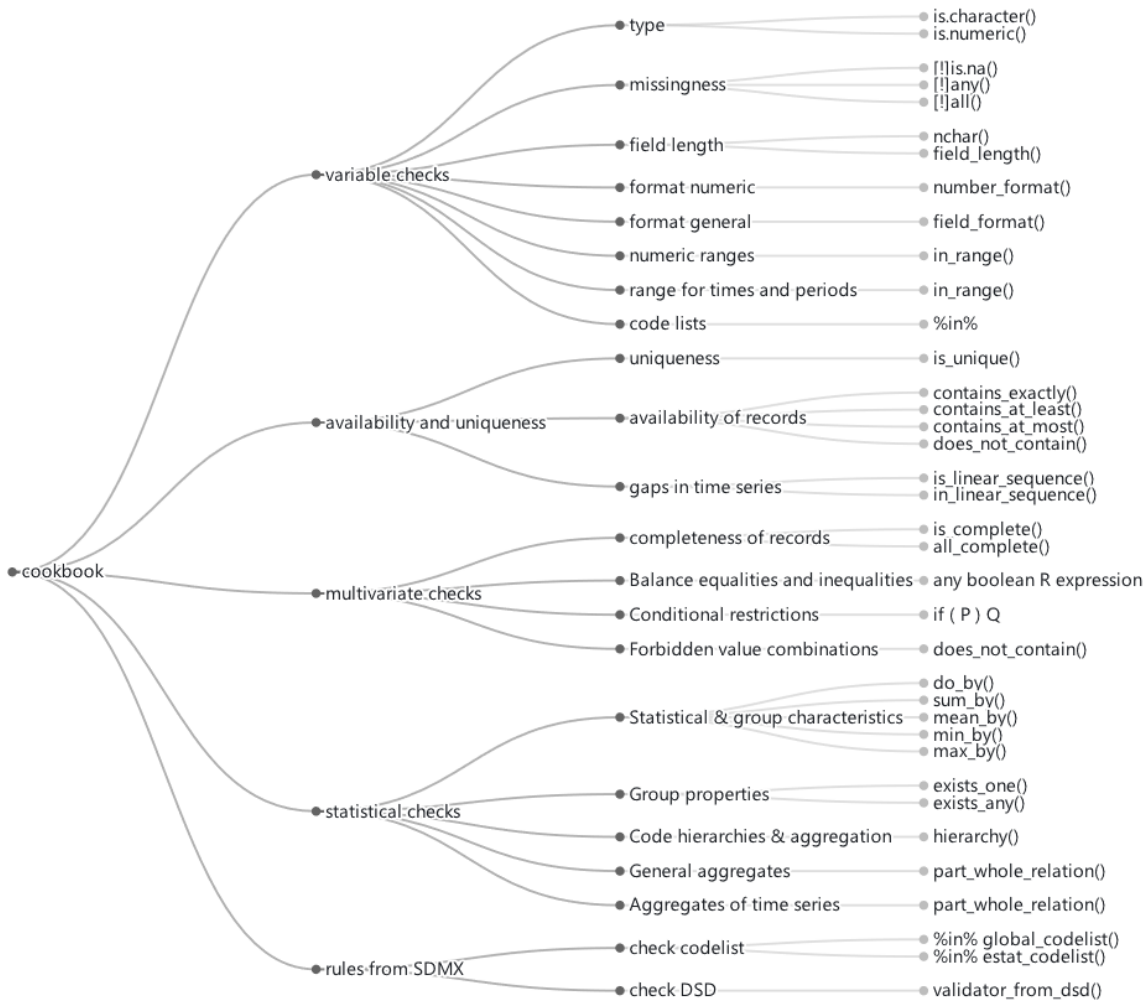 cookbook
variable checks
type
is.character()
is.numeric()
missingness
[!]is.na()
[!]any()
[!]all()
field length
nchar()
field_length()
format numeric
number_format()
format general
field_format()
numeric ranges
in_range()
range for times and periods
in_range()
code lists
%in%
availability and uniqueness
uniqueness
is_unique()
availability of records
contains_exactly()
contains_at_least()
contains_at_most()
does_not_contain()
gaps in time series
is_linear_sequence()
in_linear_sequence()
multivariate checks
completeness of records
is_complete()
all_complete()
Balance equalities and inequalities
any boolean R expression
Conditional restrictions
if ( P ) Q
Forbidden value combinations
does_not_contain()
statistical checks
Statistical & group characteristics
do_by()
sum_by()
mean_by()
min_by()
max_by()
Group properties
exists_one()
exists_any()
Code hierarchies & aggregation
hierarchy()
General aggregates
part_whole_relation()
Aggregates of time series
part_whole_relation()
rules from SDMX
check codelist
%in% global_codelist()
%in% estat_codelist()
check DSD
validator_from_dsd()